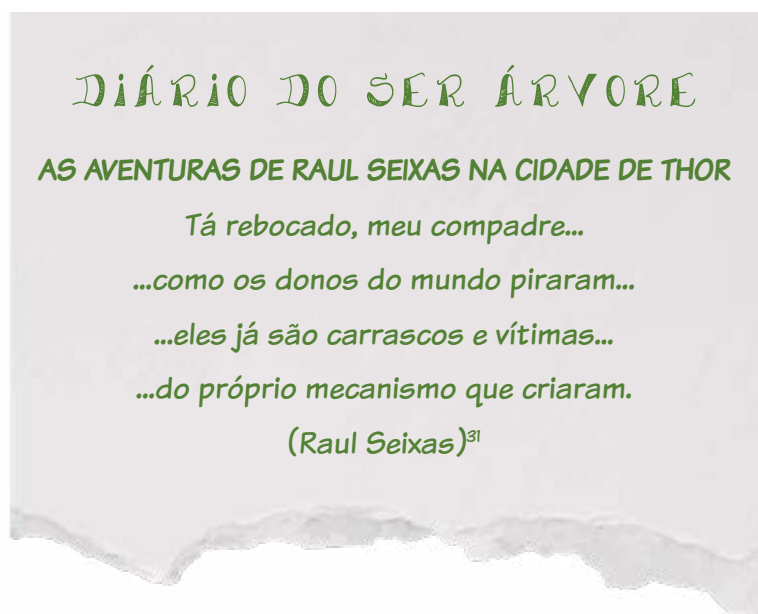 DIÁRIO DO SER ÁRVORE
AS AVENTURAS DE RAUL SEIXAS NA CIDADE DE THOR
Tá rebocado, meu compadre...
...como os donos do mundo piraram...
...eles já são carrascos e vítimas...
...do próprio mecanismo que criaram.
(Raul Seixas)³¹